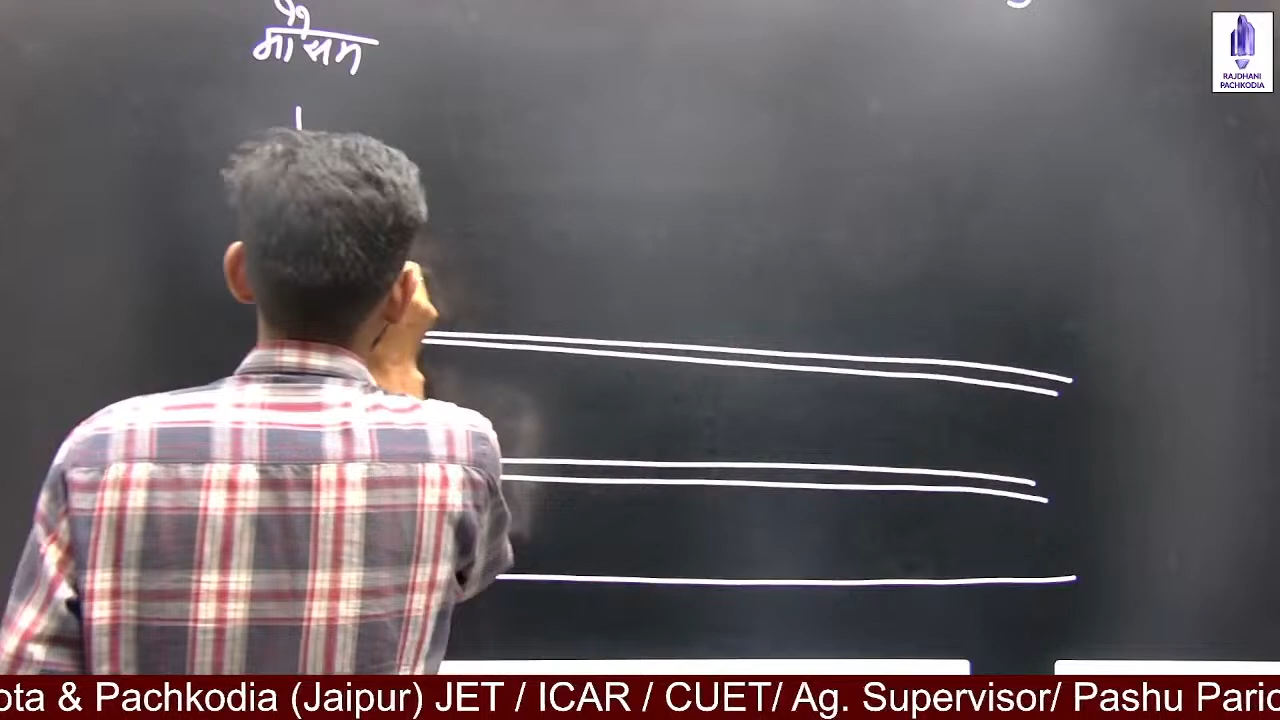 मौसम
RAJDHANI
PACHKODIA
ota & Pachkodia (Jaipur) JET / ICAR / CUET/ Ag. Supervisor/ Pashu Paric